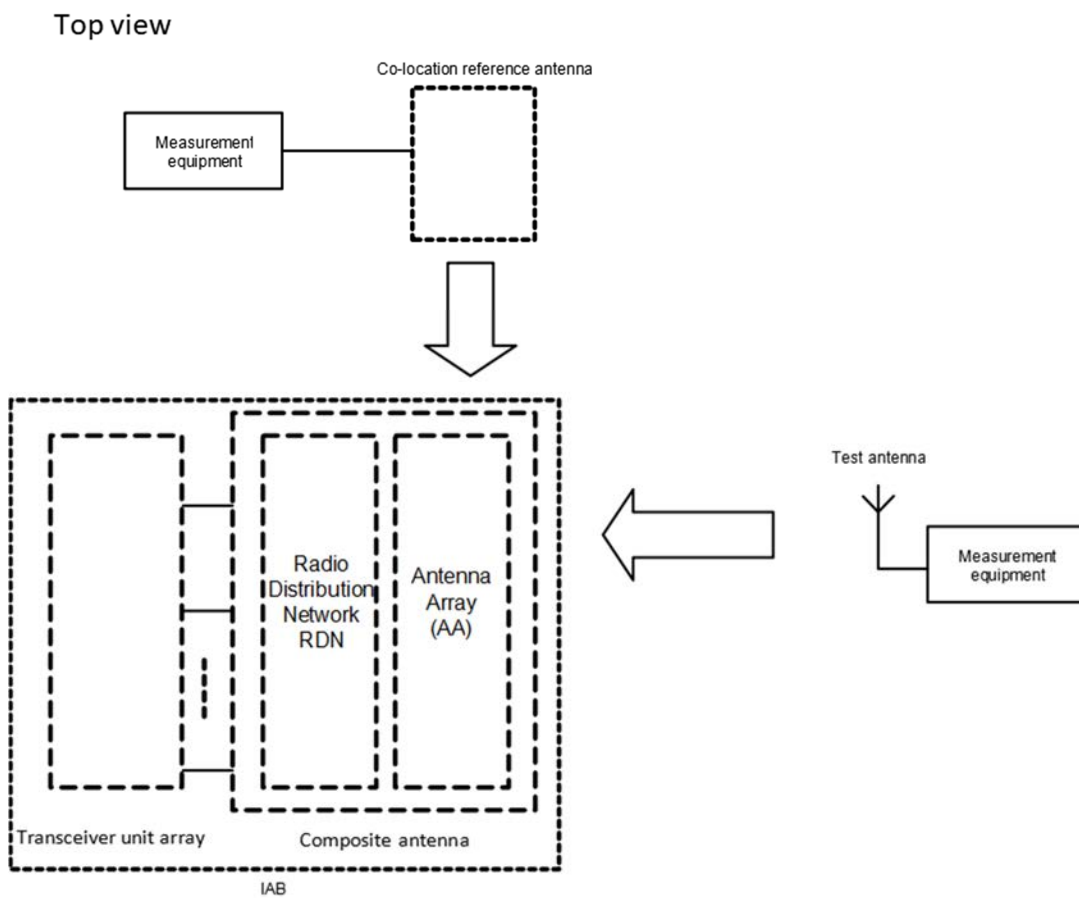 Top view
Co-location reference antenna
Measurement
equipment
Test antenna
Measurement
equipment
Radio
Distribution
Network
RDN
Antenna
Array
(AA)
Transceiver unit array
Composite antenna
IAB